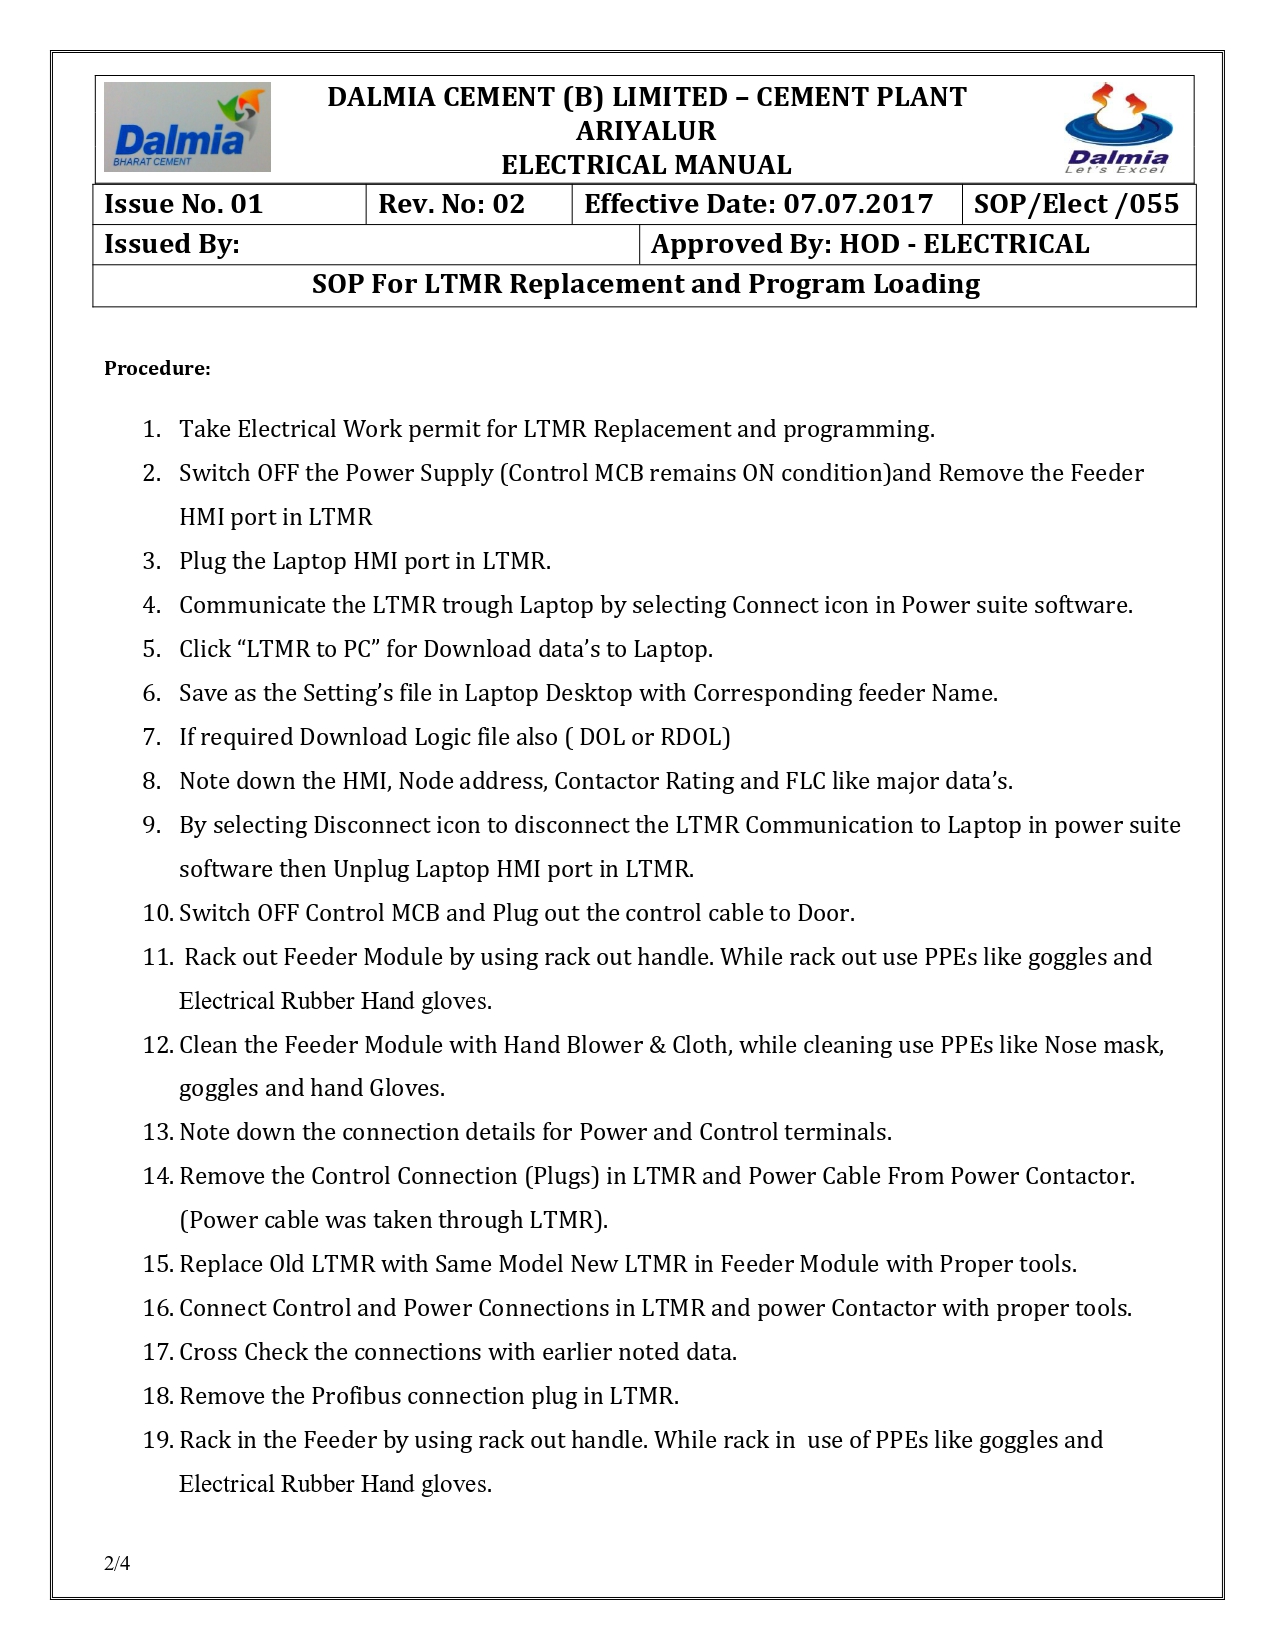 Dalmia
BHARAT CEMENT
DALMIA CEMENT (B) LIMITED – CEMENT PLANT
ARIYALUR
ELECTRICAL MANUAL
Dalmia
Let's Excel
Issue No. 01 Rev. No: 02 Effective Date: 07.07.2017 SOP/Elect /055
Issued By: Approved By: HOD - ELECTRICAL
SOP For LTMR Replacement and Program Loading
Procedure:
1. Take Electrical Work permit for LTMR Replacement and programming.
2. Switch OFF the Power Supply (Control MCB remains ON condition)and Remove the Feeder
HMI port in LTMR
3. Plug the Laptop HMI port in LTMR.
4. Communicate the LTMR trough Laptop by selecting Connect icon in Power suite software.
5. Click “LTMR to PC” for Download data’s to Laptop.
6. Save as the Setting’s file in Laptop Desktop with Corresponding feeder Name.
7. If required Download Logic file also ( DOL or RDOL)
8. Note down the HMI, Node address, Contactor Rating and FLC like major data’s.
9. By selecting Disconnect icon to disconnect the LTMR Communication to Laptop in power suite
software then Unplug Laptop HMI port in LTMR.
10. Switch OFF Control MCB and Plug out the control cable to Door.
11. Rack out Feeder Module by using rack out handle. While rack out use PPEs like goggles and
Electrical Rubber Hand gloves.
12. Clean the Feeder Module with Hand Blower & Cloth, while cleaning use PPEs like Nose mask,
goggles and hand Gloves.
13. Note down the connection details for Power and Control terminals.
14. Remove the Control Connection (Plugs) in LTMR and Power Cable From Power Contactor.
(Power cable was taken through LTMR).
15. Replace Old LTMR with Same Model New LTMR in Feeder Module with Proper tools.
16. Connect Control and Power Connections in LTMR and power Contactor with proper tools.
17. Cross Check the connections with earlier noted data.
18. Remove the Profibus connection plug in LTMR.
19. Rack in the Feeder by using rack out handle. While rack in  use of PPEs like goggles and
Electrical Rubber Hand gloves.
2/4